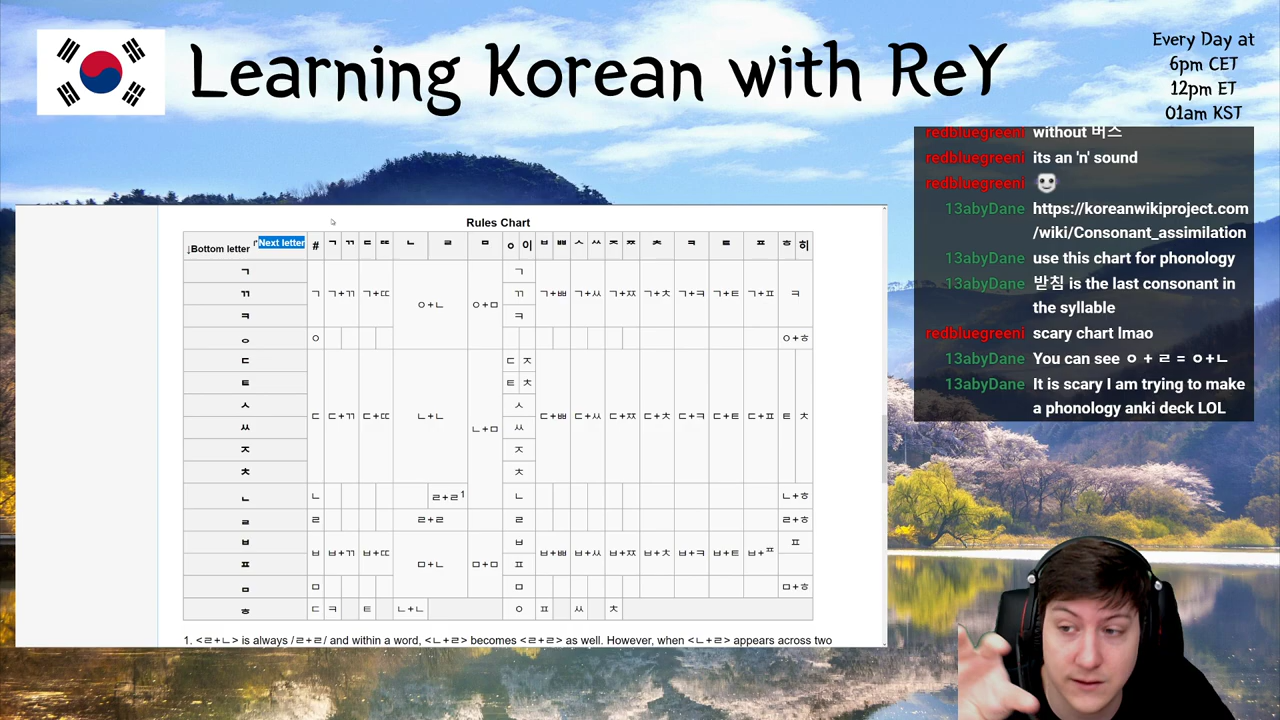 Learning Korean with ReY
Every Day at
6pm CET
12pm ET
01am KST
redbluegreeni without 버스
redbluegreeni its an 'n' sound
redbluegreeni
13abyDane https://koreanwikiproject.com
/wiki/Consonant_assimilation
13abyDane use this chart for phonology
13abyDane 받침 is the last consonant in
the syllable
redbluegreeni scary chart lmao
13abyDane You can see ㅇ + ㄹ = ㅇ+ㄴ
13abyDane It is scary I am trying to make
a phonology anki deck LOL
Rules Chart
↓Bottom letter Next letter # ㄱ ㄲ ㄷ ㄸ ㄴ ㄹ ㅁ ㅇ 이 ㅂ ㅃ ㅅ ㅆ ㅈ ㅉ ㅊ ㅋ ㅌ ㅍ ㅎ 히
ㄱ ㄱ
ㄲ ㄱ ㄱ+ㄲ ㄱ+ㄸ ㅇ+ㄴ ㅇ+ㅁ ㄲ ㄱ+ㅃ ㄱ+ㅆ ㄱ+ㅉ ㄱ+ㅊ ㄱ+ㅋ ㄱ+ㅌ ㄱ+ㅍ ㅋ
ㅋ ㅋ
ㅇ ㅇ ㅇ+ㅎ
ㄷ ㄷ ㅈ
ㅌ ㅌ ㅊ
ㅅ ㅅ
ㅆ ㄷ ㄷ+ㄲ ㄷ+ㄸ ㄴ+ㄴ ㄴ+ㅁ ㅆ ㄷ+ㅃ ㄷ+ㅆ ㄷ+ㅉ ㄷ+ㅊ ㄷ+ㅋ ㄷ+ㅌ ㄷ+ㅍ ㅌ ㅊ
ㅈ ㅈ
ㅊ ㅊ
ㄴ ㄴ ㄹ+ㄹ1 ㄴ ㄴ+ㅎ
ㄹ ㄹ ㄹ+ㄹ ㄹ ㄹ+ㅎ
ㅂ ㅂ ㅂ+ㄲ ㅂ+ㄸ ㅂ ㅂ+ㅃ ㅂ+ㅆ ㅂ+ㅉ ㅂ+ㅊ ㅂ+ㅋ ㅂ+ㅌ ㅂ+ㅍ ㅍ
ㅍ ㅁ+ㄴ ㅁ+ㅁ ㅍ
ㅁ ㅁ ㅁ ㅁ+ㅎ
ㅎ ㄷ ㅋ ㅌ ㄴ+ㄴ ㅇ ㅍ ㅆ ㅊ
1. <ㄹ+ㄴ> is always /ㄹ+ㄹ/ and within a word, <ㄴ+ㄹ> becomes <ㄹ+ㄹ> as well. However, when <ㄴ+ㄹ> appears across two